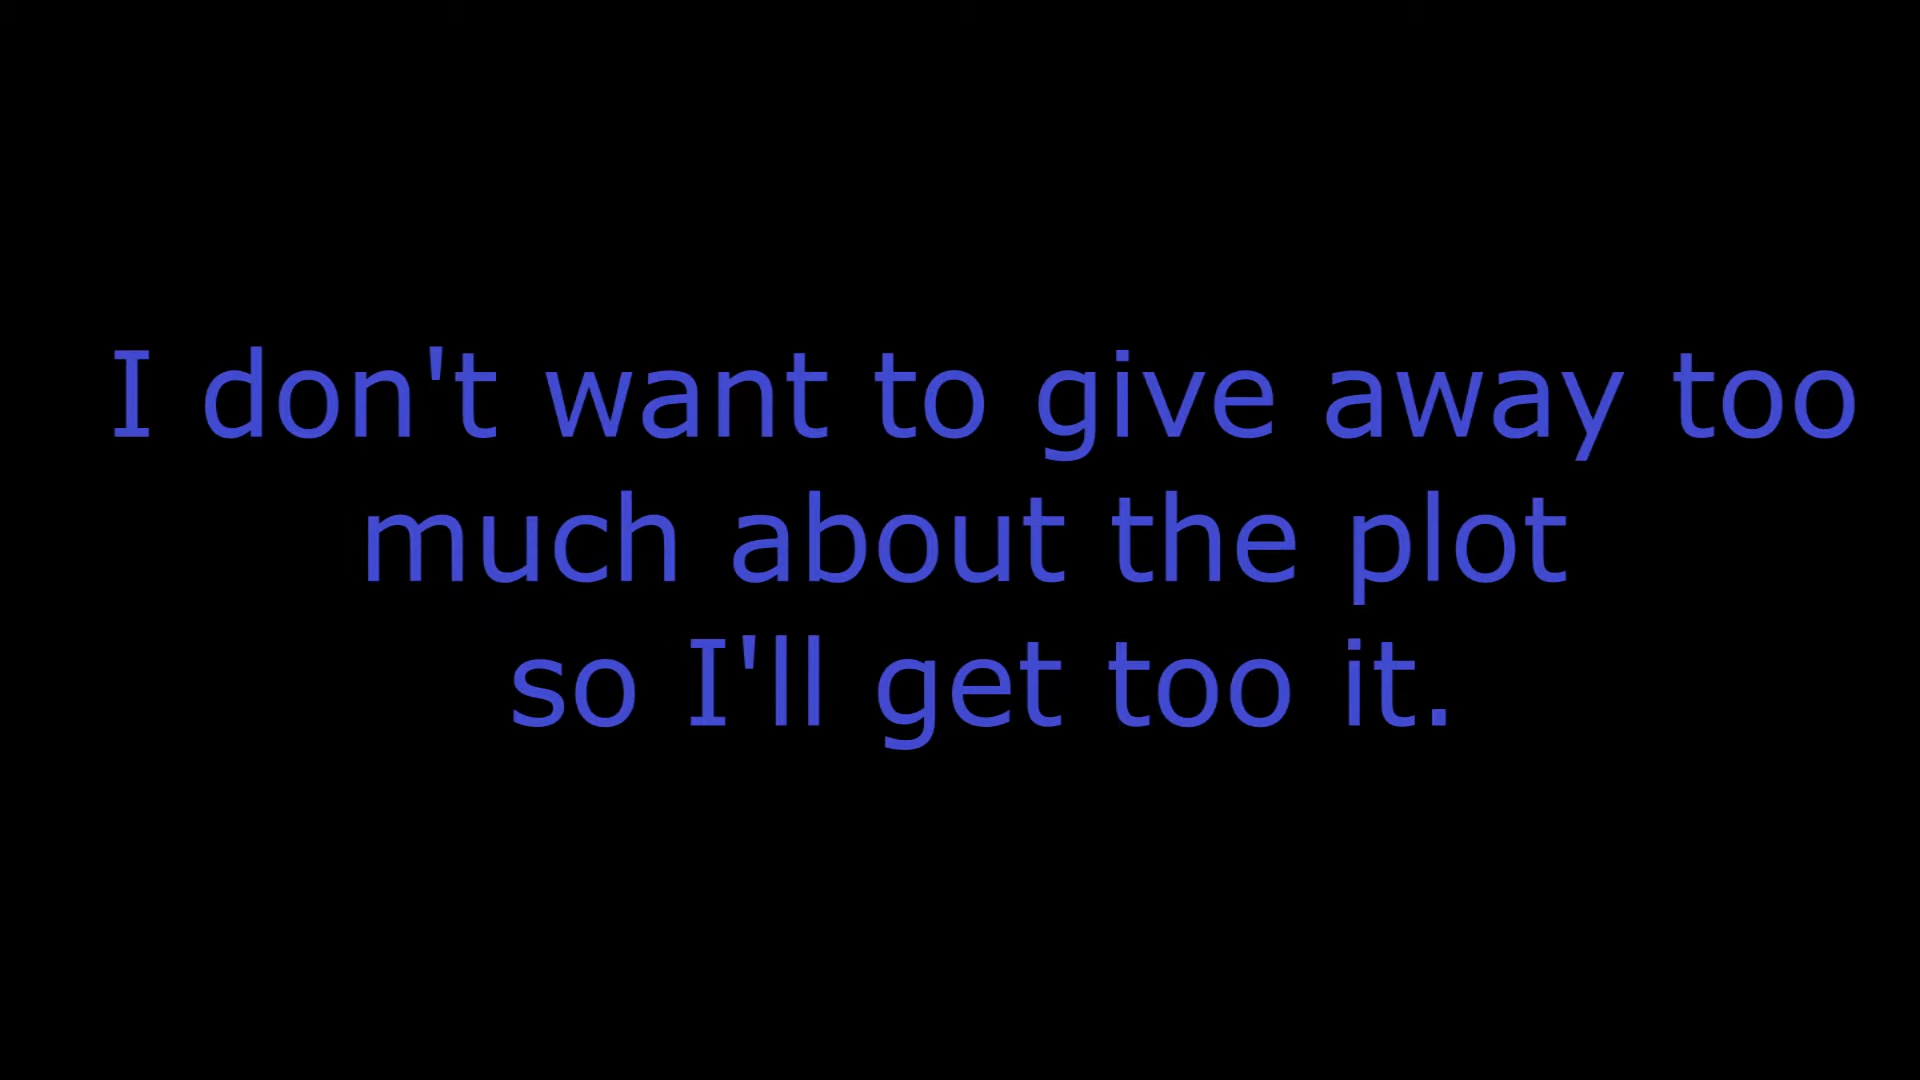 I don't want to give away too
much about the plot
so I'll get too it.